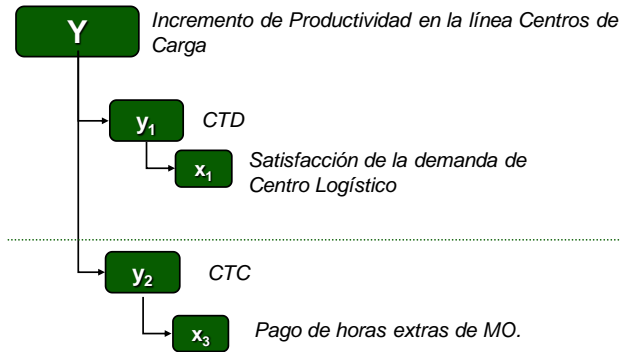 Y
Incremento de Productividad en la línea Centros de
Carga
y₁
CTD
x₁
Satisfacción de la demanda de
Centro Logístico
y₂
CTC
x₃
Pago de horas extras de MO.